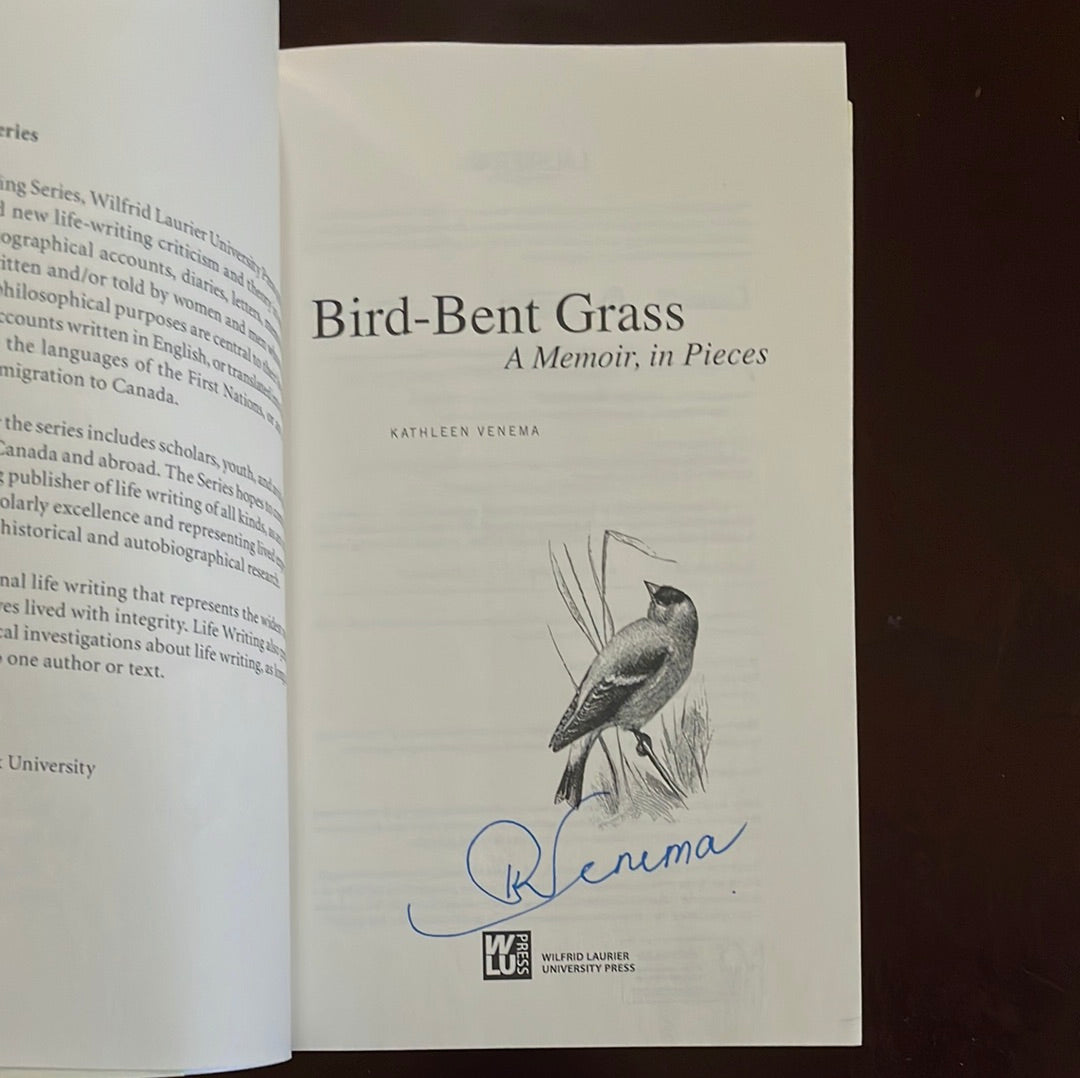 eries
ing Series, Wilfrid Laurier University
new life-writing criticism and theory
ographical accounts, diaries, letters,
itten and/or told by women and men
philosophical purposes are central to
ccounts written in English, or translated
the languages of the First Nations, or
migration to Canada.
the series includes scholars, youth, and
Canada and abroad. The Series hopes to
publisher of life writing of all kinds,
olarly excellence and representing lived
historical and autobiographical research.
nal life writing that represents the
es lived with integrity. Life Writing also
cal investigations about life writing, as
one author or text.
University
Bird-Bent Grass
A Memoir, in Pieces
KATHLEEN VENEMA
K Venema
WLU PRESS
WILFRID LAURIER
UNIVERSITY PRESS